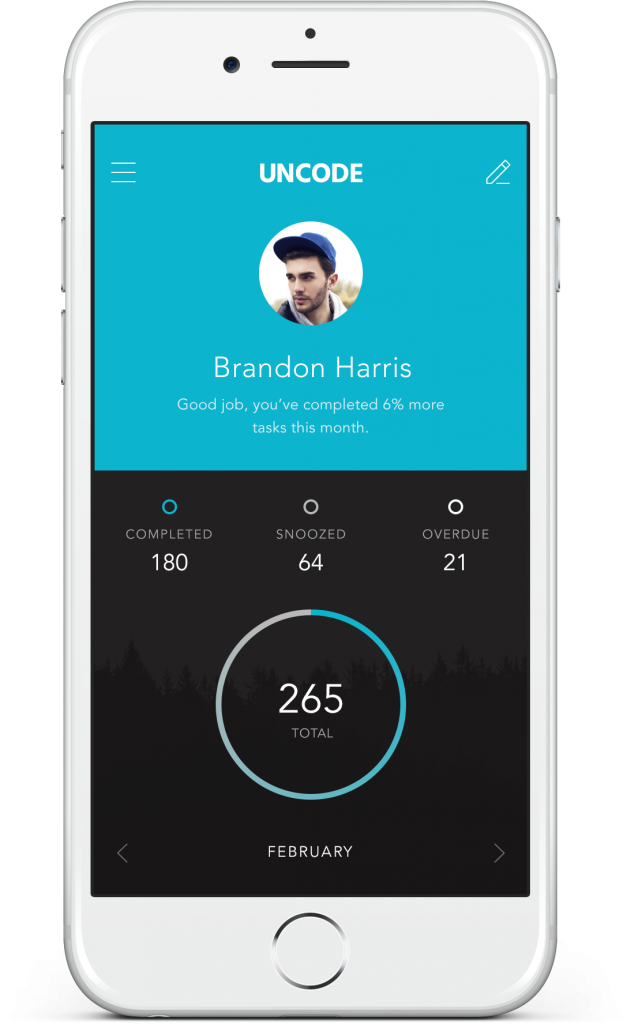 UNCODE
Brandon Harris
Good job, you've completed 6% more
tasks this month.
COMPLETED
SNOOZED
OVERDUE
180
64
21
265
TOTAL
FEBRUARY